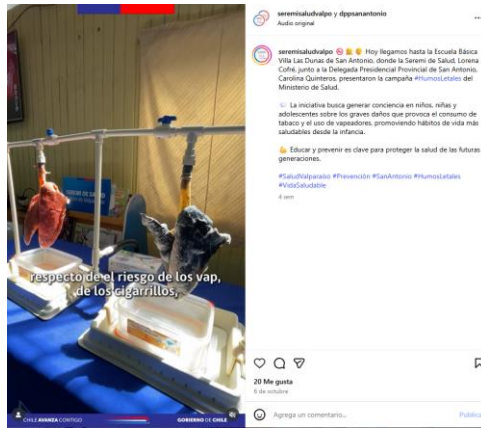 seremisaludvalpo y dppsanantonio
Audio original
seremisaludvalpo Hoy llegamos hasta la Escuela Básica
Villa Las Dunas de San Antonio, donde la Seremi de Salud, Lorena
Cofré, junto a la Delegada Presidencial Provincial de San Antonio,
Carolina Quinteros, presentaron la campaña #HumosLetales del
Ministerio de Salud.
La iniciativa busca generar conciencia en niños, niñas y
adolescentes sobre los graves daños que provoca el consumo de
tabaco y el uso de vapeadores, promoviendo hábitos de vida más
saludables desde la infancia.
Educar y prevenir es clave para proteger la salud de las futuras
generaciones.
#SaludValparaíso #Prevención #SanAntonio #HumosLetales
#VidaSaludable
4 sem
respecto de el riesgo de los vap,
de los cigarrillos,
CHILE AVANZA CONTIGO
GOBIERNO DE CHILE
20 Me gusta
6 de octubre
Agrega un comentario...